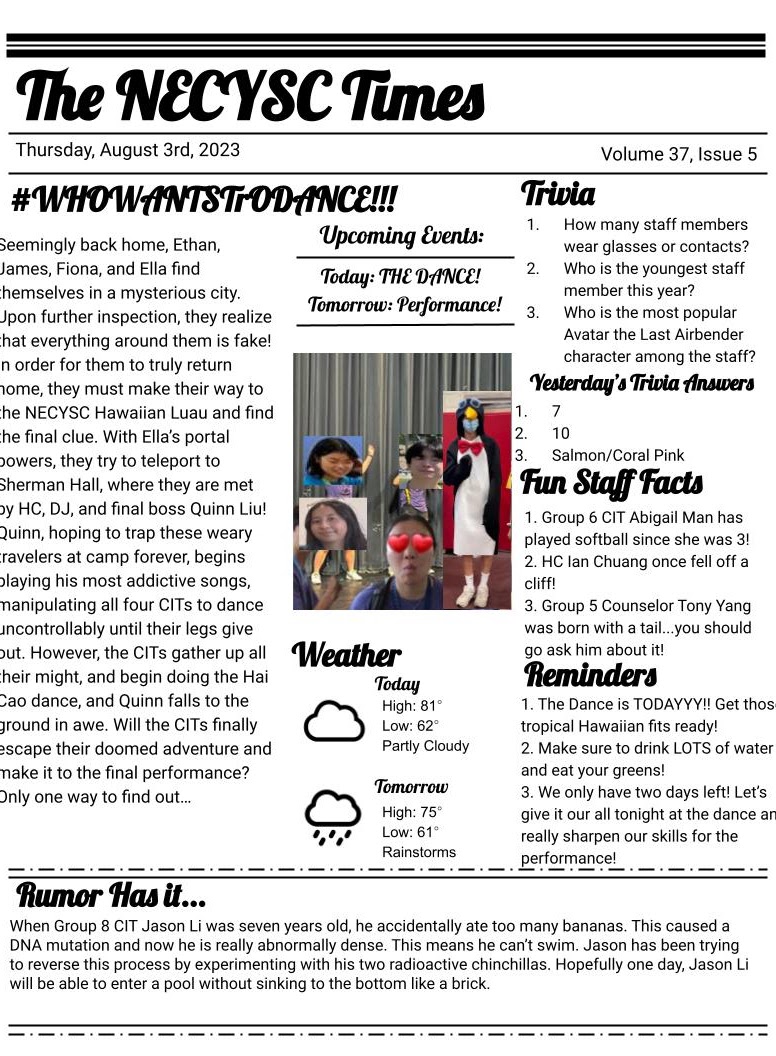 The NECYSC Times
Thursday, August 3rd, 2023
Volume 37, Issue 5
#WHOWANTSTrODANCE!!!
Seemingly back home, Ethan,
James, Fiona, and Ella find
themselves in a mysterious city.
Upon further inspection, they realize
that everything around them is fake!
In order for them to truly return
home, they must make their way to
the NECYSC Hawaiian Luau and find
the final clue. With Ella’s portal
powers, they try to teleport to
Sherman Hall, where they are met
by HC, DJ, and final boss Quinn Liu!
Quinn, hoping to trap these weary
travelers at camp forever, begins
playing his most addictive songs,
manipulating all four CITs to dance
uncontrollably until their legs give
out. However, the CITs gather up all
their might, and begin doing the Hai
Cao dance, and Quinn falls to the
ground in awe. Will the CITs finally
escape their doomed adventure and
make it to the final performance?
Only one way to find out…
Upcoming Events:
Today: THE DANCE!
Tomorrow: Performance!
Weather
Today
High: 81°
Low: 62°
Partly Cloudy
Tomorrow
High: 75°
Low: 61°
Rainstorms
Trivia
1. How many staff members
wear glasses or contacts?
2. Who is the youngest staff
member this year?
3. Who is the most popular
Avatar the Last Airbender
character among the staff?
Yesterday’s Trivia Answers
1. 7
2. 10
3. Salmon/Coral Pink
Fun Staff Facts
1. Group 6 CIT Abigail Man has
played softball since she was 3!
2. HC Ian Chuang once fell off a
cliff!
3. Group 5 Counselor Tony Yang
was born with a tail...you should
go ask him about it!
Reminders
1. The Dance is TODAYYY!! Get those
tropical Hawaiian fits ready!
2. Make sure to drink LOTS of water
and eat your greens!
3. We only have two days left! Let’s
give it our all tonight at the dance an
really sharpen our skills for the
performance!
Rumor Has it...
When Group 8 CIT Jason Li was seven years old, he accidentally ate too many bananas. This caused a
DNA mutation and now he is really abnormally dense. This means he can’t swim. Jason has been trying
to reverse this process by experimenting with his two radioactive chinchillas. Hopefully one day, Jason Li
will be able to enter a pool without sinking to the bottom like a brick.